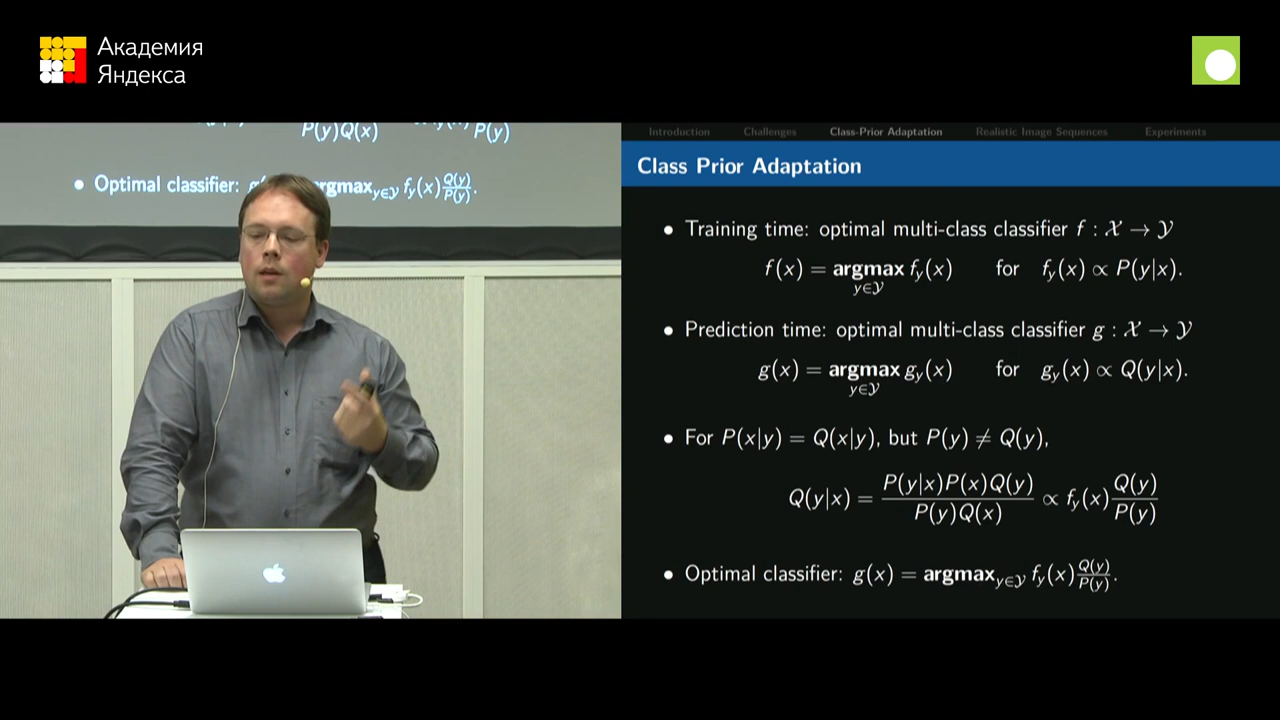 Академия
Яндекса
P(y)Q(x)
P(y)
• Optimal classifier: argmax_{y∈𝒴} f_y(x) Q(y)/P(y).
Introduction Challenges Class-Prior Adaptation Realistic Image Sequences Experiments
Class Prior Adaptation
• Training time: optimal multi-class classifier f : 𝒳 → 𝒴
f(x) = argmax_{y∈𝒴} f_y(x) for f_y(x) ∝ P(y|x).
• Prediction time: optimal multi-class classifier g : 𝒳 → 𝒴
g(x) = argmax_{y∈𝒴} g_y(x) for g_y(x) ∝ Q(y|x).
• For P(x|y) = Q(x|y), but P(y) ≠ Q(y),
Q(y|x) = P(y|x)P(x)Q(y) / P(y)Q(x) ∝ f_y(x) Q(y)/P(y)
• Optimal classifier: g(x) = argmax_{y∈𝒴} f_y(x) Q(y)/P(y).